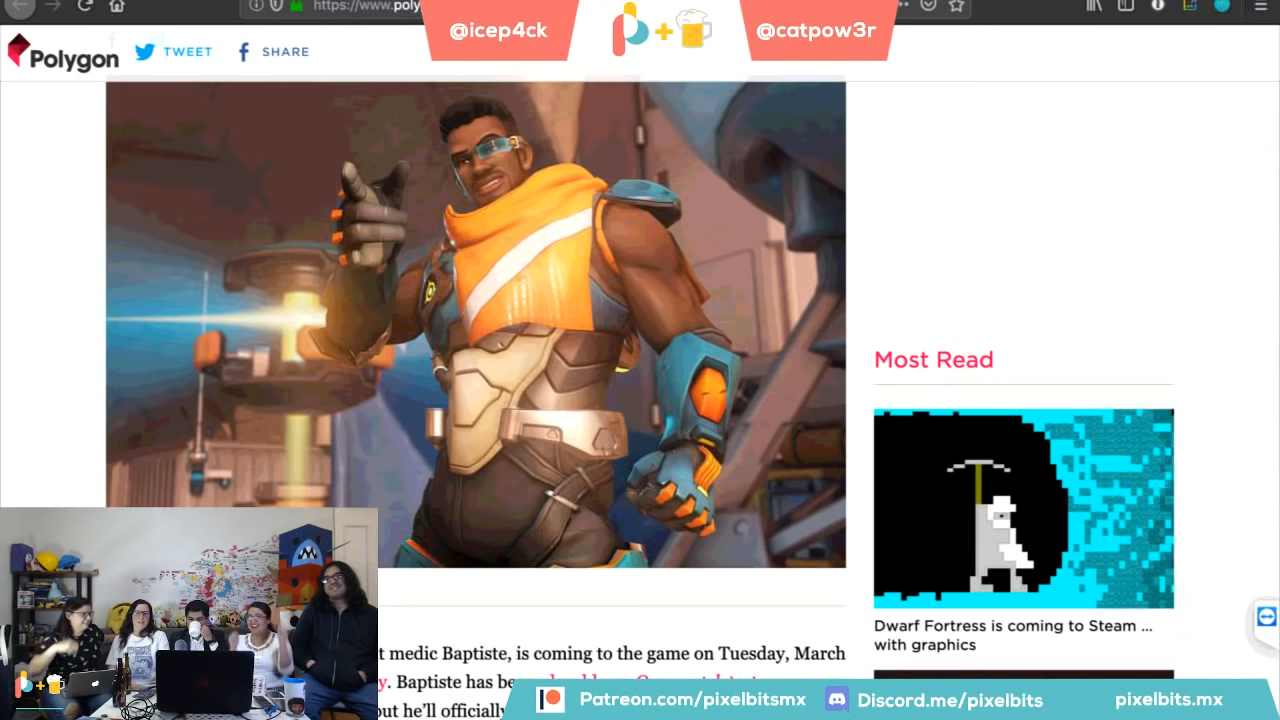 https://www.poly
@icep4ck
@catpow3r
Polygon
TWEET
SHARE
Most Read
Dwarf Fortress is coming to Steam ...
with graphics
t medic Baptiste, is coming to the game on Tuesday, March
y. Baptiste has be
ut he'll officially
Patreon.com/pixelbitsmx
Discord.me/pixelbits
pixelbits.mx